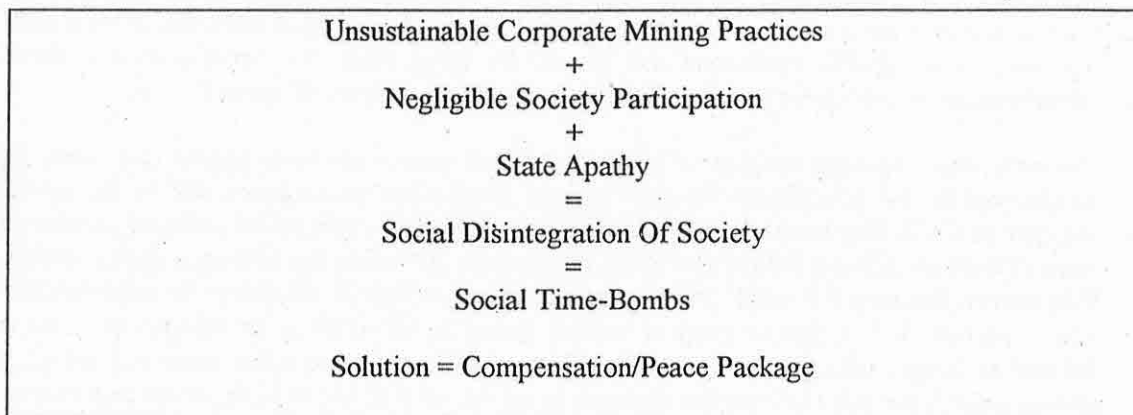 Unsustainable Corporate Mining Practices
+
Negligible Society Participation
+
State Apathy
=
Social Disintegration Of Society
=
Social Time-Bombs
Solution = Compensation/Peace Package